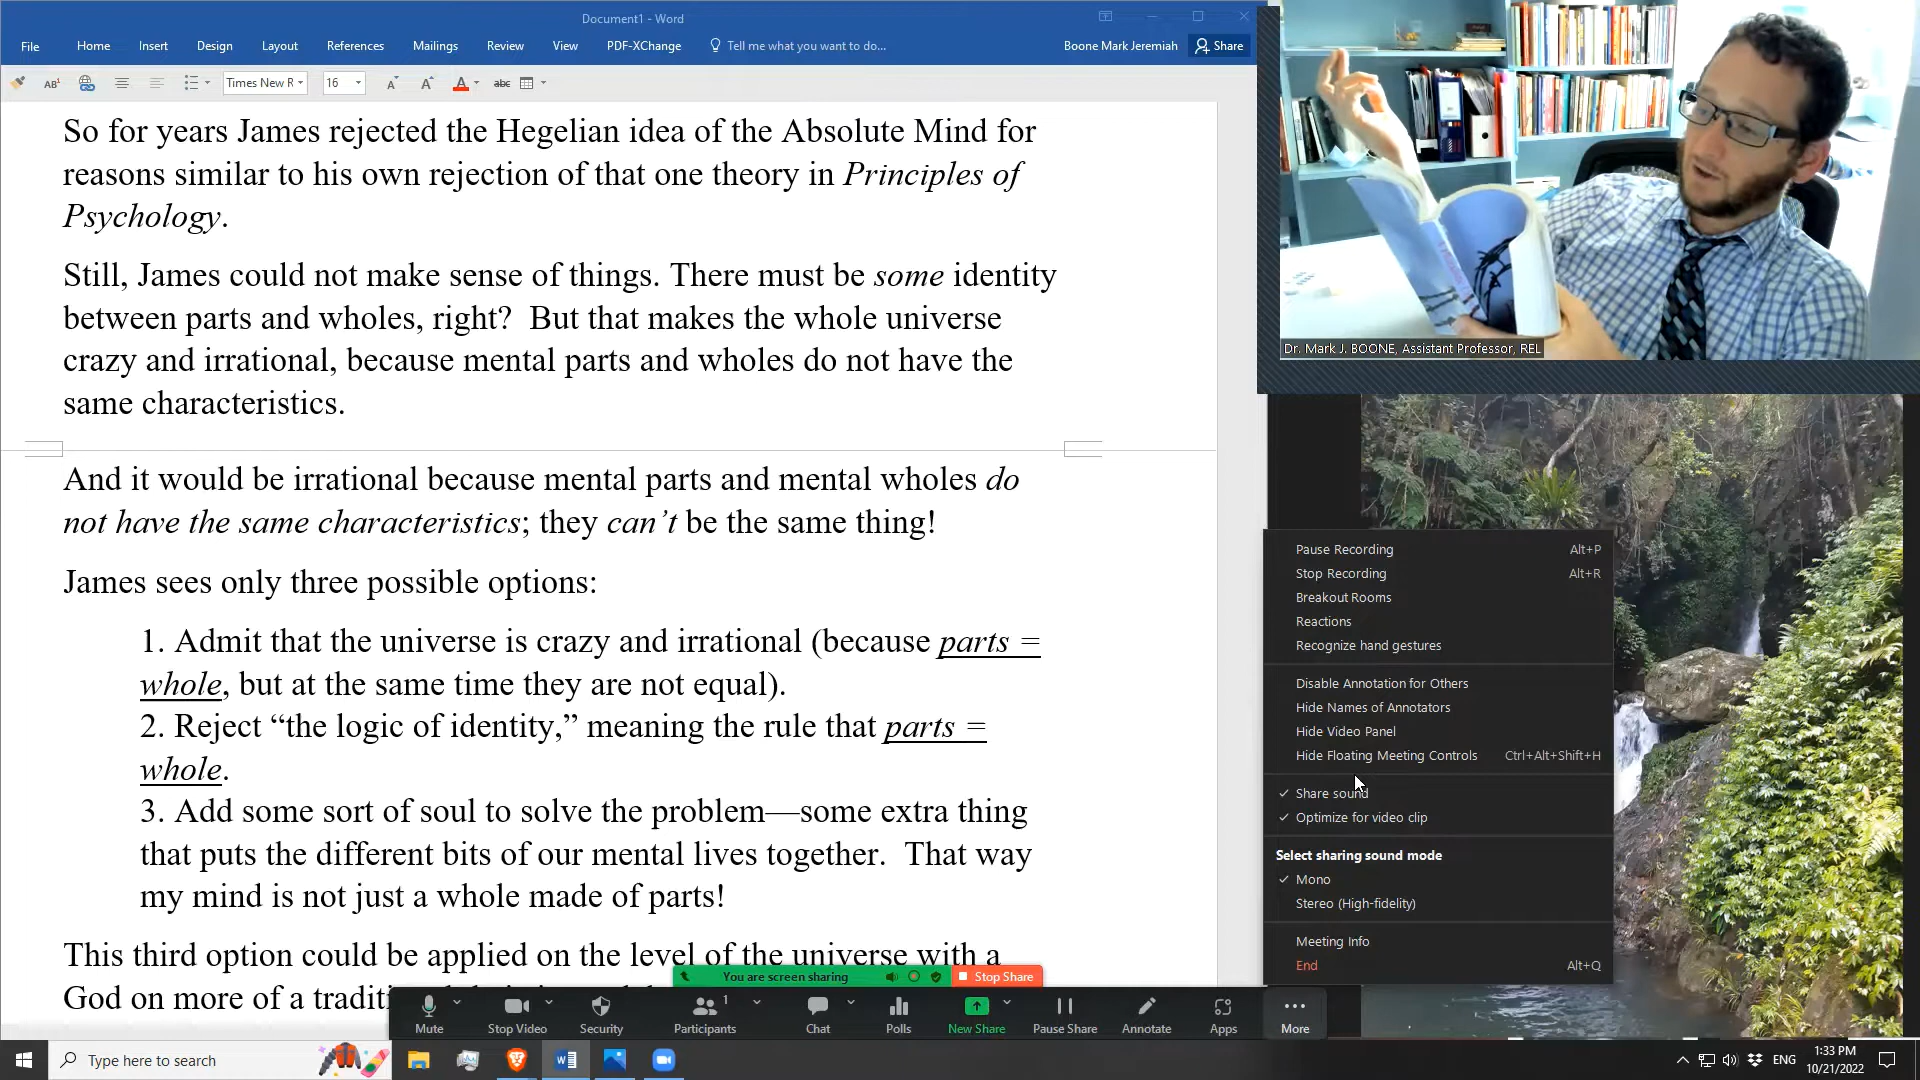 Document1 - Word
File Home Insert Design Layout References Mailings Review View PDF-XChange Tell me what you want to do... Boone Mark Jeremiah Share
AB¹ Times New R 16 A A A abc
So for years James rejected the Hegelian idea of the Absolute Mind for
reasons similar to his own rejection of that one theory in Principles of
Psychology.
Still, James could not make sense of things. There must be some identity
between parts and wholes, right? But that makes the whole universe
crazy and irrational, because mental parts and wholes do not have the
same characteristics.
And it would be irrational because mental parts and mental wholes do
not have the same characteristics; they can’t be the same thing!
James sees only three possible options:
1. Admit that the universe is crazy and irrational (because parts =
whole, but at the same time they are not equal).
2. Reject “the logic of identity,” meaning the rule that parts =
whole.
3. Add some sort of soul to solve the problem—some extra thing
that puts the different bits of our mental lives together. That way
my mind is not just a whole made of parts!
This third option could be applied on the level of the universe with a
God on more of a
Dr. Mark J. BOONE, Assistant Professor, REL
Pause Recording Alt+P
Stop Recording Alt+R
Breakout Rooms
Reactions
Recognize hand gestures
Disable Annotation for Others
Hide Names of Annotators
Hide Video Panel
Hide Floating Meeting Controls Ctrl+Alt+Shift+H
Share sound
Optimize for video clip
Select sharing sound mode
Mono
Stereo (High-fidelity)
Meeting Info
End Alt+Q
You are screen sharing Stop Share
Mute Stop Video Security Participants 1 Chat Polls New Share Pause Share Annotate Apps More
Type here to search
ENG 1:33 PM
10/21/2022